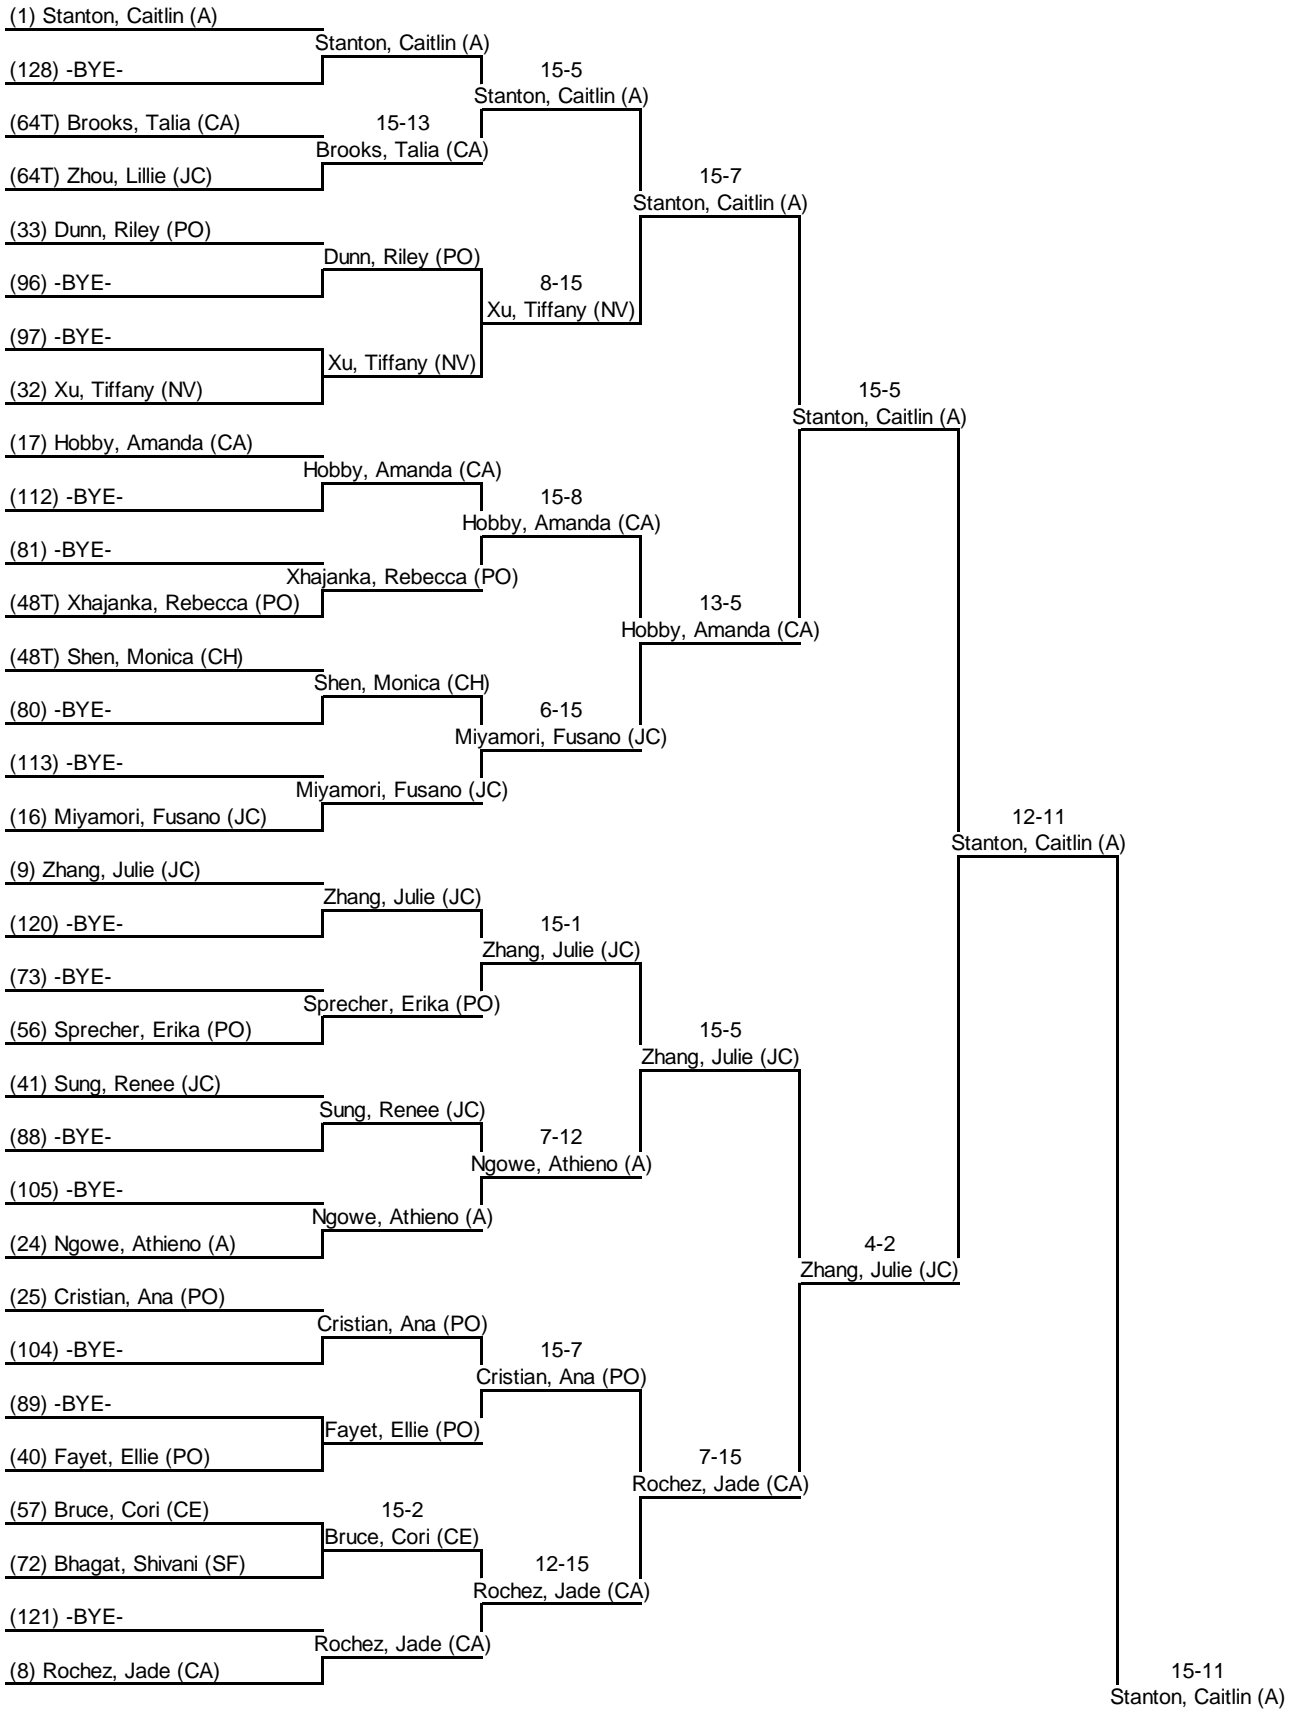 (1) Stanton, Caitlin (A)
Stanton, Caitlin (A)
(128) -BYE-
15-5
Stanton, Caitlin (A)
(64T) Brooks, Talia (CA)
15-13
Brooks, Talia (CA)
(64T) Zhou, Lillie (JC)
15-7
Stanton, Caitlin (A)
(33) Dunn, Riley (PO)
Dunn, Riley (PO)
(96) -BYE-
8-15
Xu, Tiffany (NV)
(97) -BYE-
Xu, Tiffany (NV)
(32) Xu, Tiffany (NV)
15-5
Stanton, Caitlin (A)
(17) Hobby, Amanda (CA)
Hobby, Amanda (CA)
(112) -BYE-
15-8
Hobby, Amanda (CA)
(81) -BYE-
Xhajanka, Rebecca (PO)
(48T) Xhajanka, Rebecca (PO)
13-5
Hobby, Amanda (CA)
(48T) Shen, Monica (CH)
Shen, Monica (CH)
(80) -BYE-
6-15
Miyamori, Fusano (JC)
(113) -BYE-
Miyamori, Fusano (JC)
(16) Miyamori, Fusano (JC)
12-11
Stanton, Caitlin (A)
(9) Zhang, Julie (JC)
Zhang, Julie (JC)
(120) -BYE-
15-1
Zhang, Julie (JC)
(73) -BYE-
Sprecher, Erika (PO)
(56) Sprecher, Erika (PO)
15-5
Zhang, Julie (JC)
(41) Sung, Renee (JC)
Sung, Renee (JC)
(88) -BYE-
7-12
Ngowe, Athieno (A)
(105) -BYE-
Ngowe, Athieno (A)
(24) Ngowe, Athieno (A)
4-2
Zhang, Julie (JC)
(25) Cristian, Ana (PO)
Cristian, Ana (PO)
(104) -BYE-
15-7
Cristian, Ana (PO)
(89) -BYE-
Fayet, Ellie (PO)
(40) Fayet, Ellie (PO)
7-15
Rochez, Jade (CA)
(57) Bruce, Cori (CE)
15-2
Bruce, Cori (CE)
(72) Bhagat, Shivani (SF)
12-15
Rochez, Jade (CA)
(121) -BYE-
Rochez, Jade (CA)
(8) Rochez, Jade (CA)
15-11
Stanton, Caitlin (A)